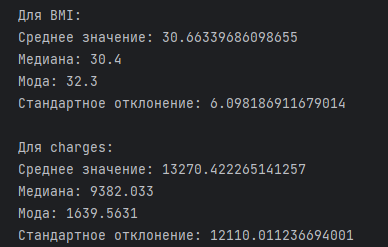 Для BMI:
Среднее значение: 30.66339686098655
Медиана: 30.4
Мода: 32.3
Стандартное отклонение: 6.098186911679014
Для charges:
Среднее значение: 13270.422265141257
Медиана: 9382.033
Мода: 1639.5631
Стандартное отклонение: 12110.011236694001